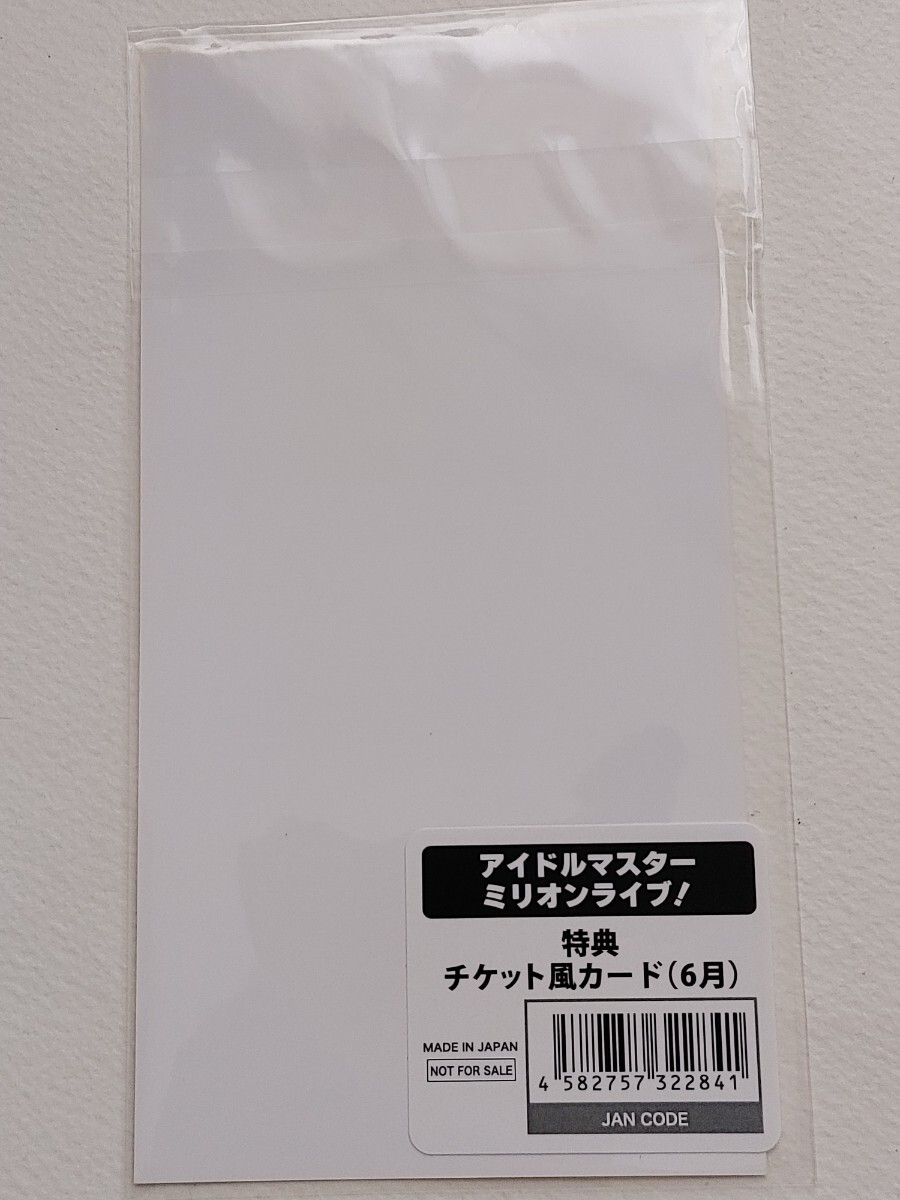 アイドルマスター
ミリオンライブ!
特典
チケット風カード(6月)
MADE IN JAPAN
NOT FOR SALE
4 582757 322841
JAN CODE